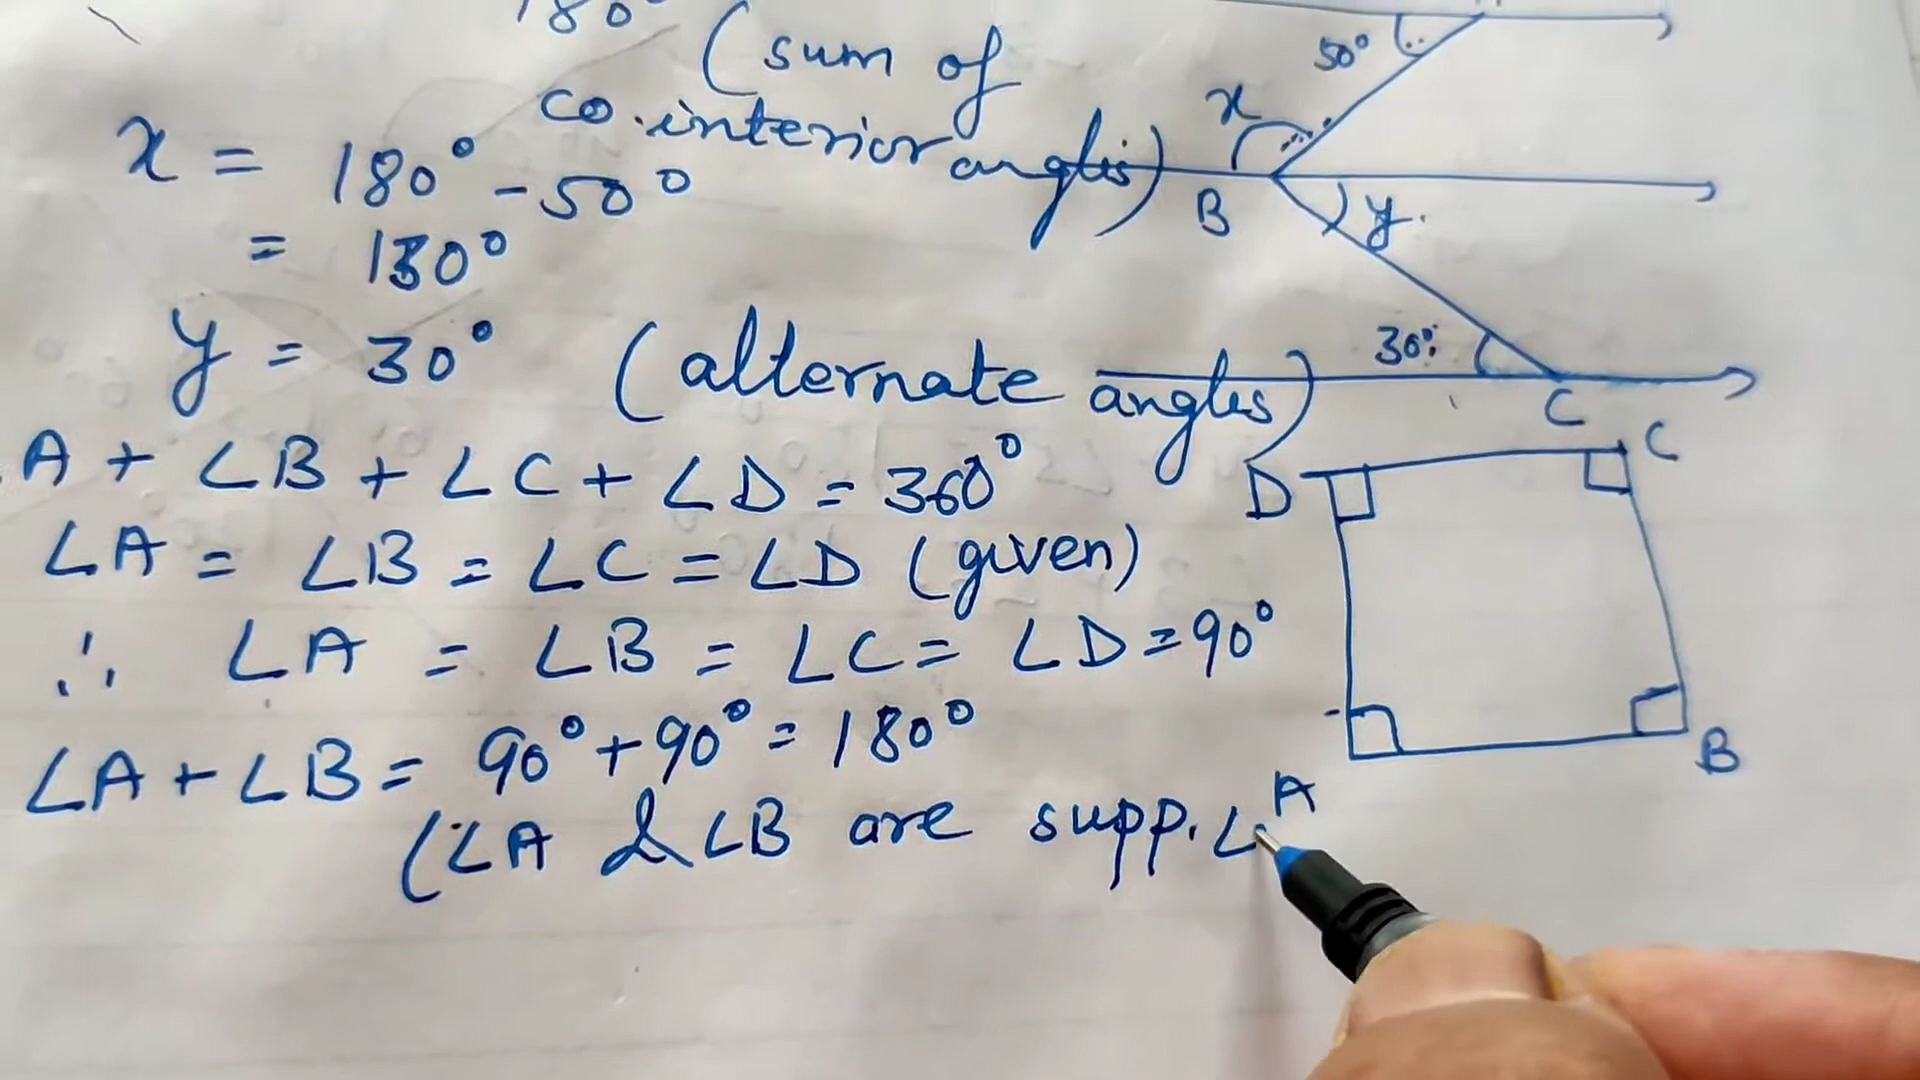 180° (sum of
co.interior angles)
x = 180° - 50°
= 130°
y = 30° (alternate angles)
A + ∠B + ∠C + ∠D = 360°
∠A = ∠B = ∠C = ∠D (given)
∴ ∠A = ∠B = ∠C = ∠D = 90°
∠A + ∠B = 90° + 90° = 180°
(∠A & ∠B are supp. ∠
50°
x
B
y
30°
C
D
C
B
A